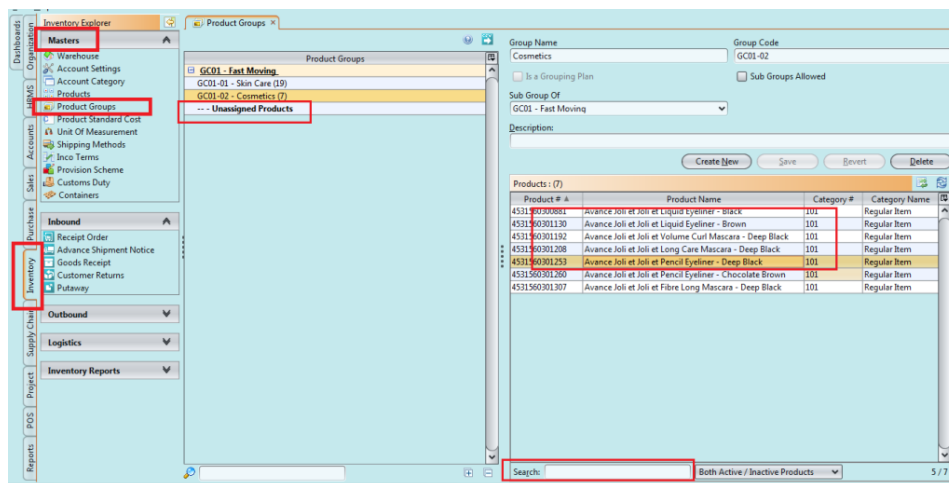 Dashboards
Organization
HRMS
Accounts
Sales
Purchase
Inventory
Supply Chain
Project
POS
Reports
Inventory Explorer
Masters
Warehouse
Account Settings
Account Category
Products
Product Groups
Product Standard Cost
Unit Of Measurement
Shipping Methods
Inco Terms
Provision Scheme
Customs Duty
Containers
Inbound
Receipt Order
Advance Shipment Notice
Goods Receipt
Customer Returns
Putaway
Outbound
Logistics
Inventory Reports
Product Groups
Product Groups
GC01 - Fast Moving
GC01-01 - Skin Care (19)
GC01-02 - Cosmetics (7)
-- - Unassigned Products
Group Name Group Code
Cosmetics GC01-02
Is a Grouping Plan Sub Groups Allowed
Sub Group Of
GC01 - Fast Moving
Description:
Create New Save Revert Delete
Products : (7)
Product # Product Name Category # Category Name
4531560300881 Avance Joli et Joli et Liquid Eyeliner - Black 101 Regular Item
4531560301130 Avance Joli et Joli et Liquid Eyeliner - Brown 101 Regular Item
4531560301192 Avance Joli et Joli et Volume Curl Mascara - Deep Black 101 Regular Item
4531560301208 Avance Joli et Joli et Long Care Mascara - Deep Black 101 Regular Item
4531560301253 Avance Joli et Joli et Pencil Eyeliner - Deep Black 101 Regular Item
4531560301260 Avance Joli et Joli et Pencil Eyeliner - Chocolate Brown 101 Regular Item
4531560301307 Avance Joli et Joli et Fibre Long Mascara - Deep Black 101 Regular Item
Search: Both Active / Inactive Products 5 / 7